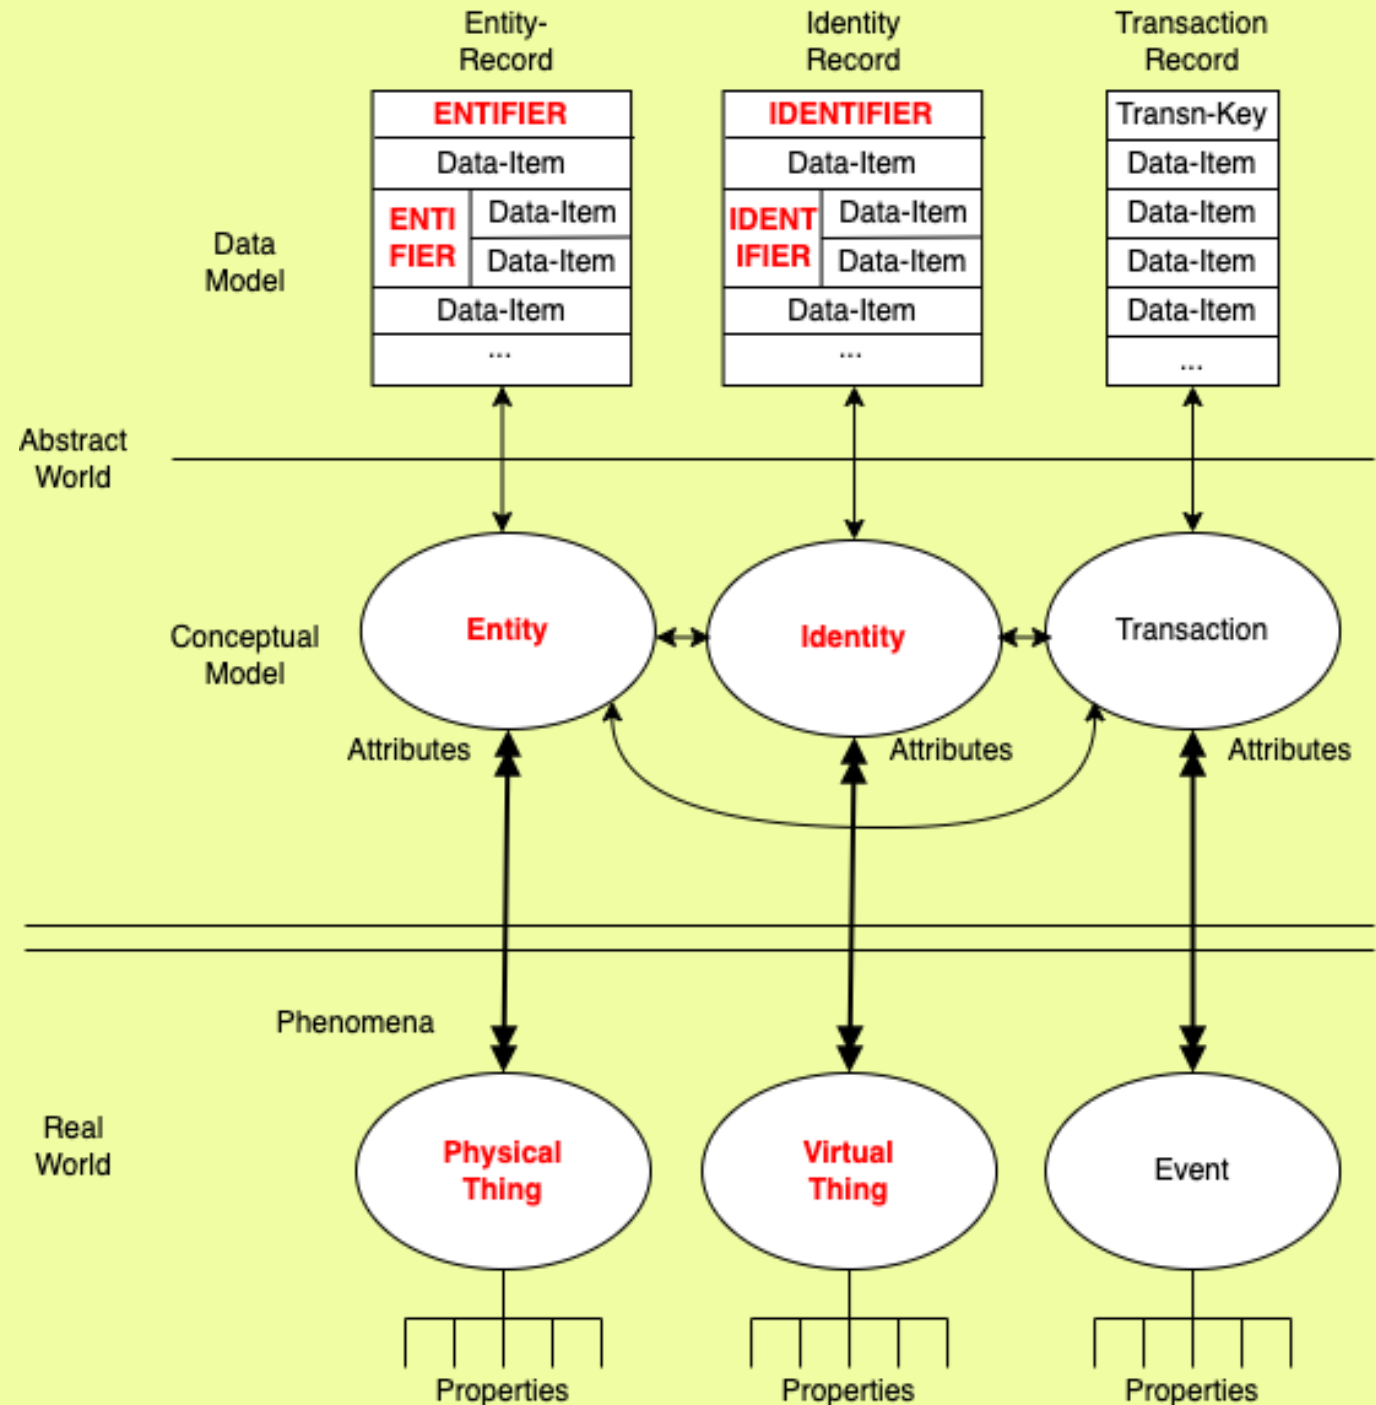 Entity-
Record
Identity
Record
Transaction
Record
ENTIFIER
IDENTIFIER
Transn-Key
Data-Item
Data-Item
Data-Item
ENTI
FIER
Data-Item
Data-Item
IDENT
IFIER
Data-Item
Data-Item
Data-Item
Data-Item
Data
Model
Data-Item
Data-Item
Data-Item
...
...
...
Abstract
World
Conceptual
Model
Entity
Identity
Transaction
Attributes
Attributes
Attributes
Phenomena
Real
World
Physical
Thing
Virtual
Thing
Event
Properties
Properties
Properties